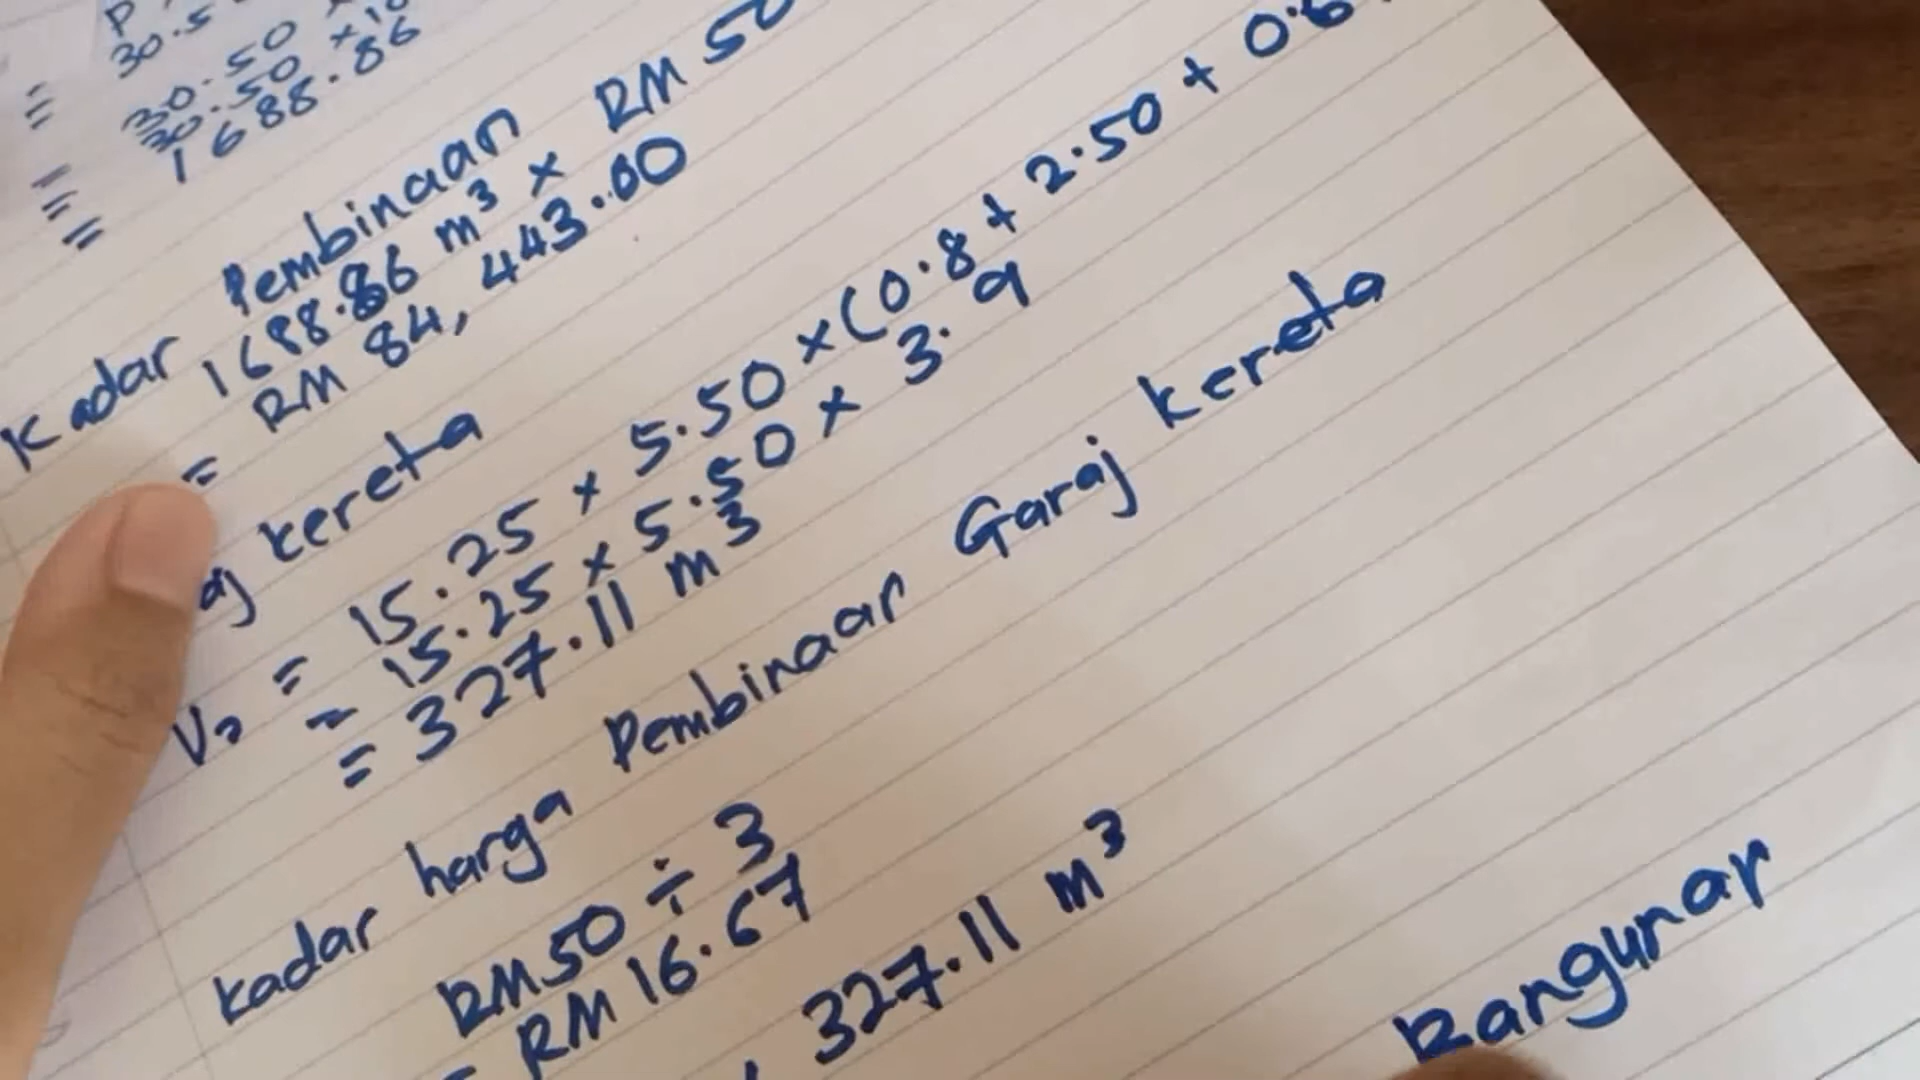 P
= 30.5
30.50 x
= 30.50 x 10
= 1688.86
Kadar Pembinaan
1688.86 m³ x RM 50
= RM 84,443.00
aj kereta
V2 = 15.25 x 5.50 x (0.8 + 2.50 + 0.6
= 15.25 x 5.50 x 3.9
= 327.11 m³
Kadar harga Pembinaan Garaj kereta
RM50 ÷ 3
= RM 16.67
327.11 m³
Bangunan